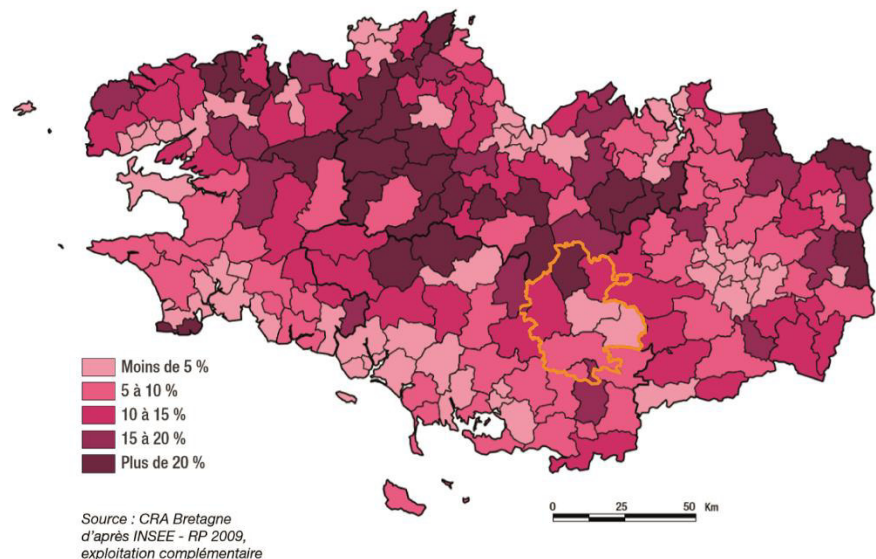 Moins de 5 %
5 à 10 %
10 à 15 %
15 à 20 %
Plus de 20 %
0 25 50 Km
Source : CRA Bretagne
d'après INSEE - RP 2009,
exploitation complémentaire